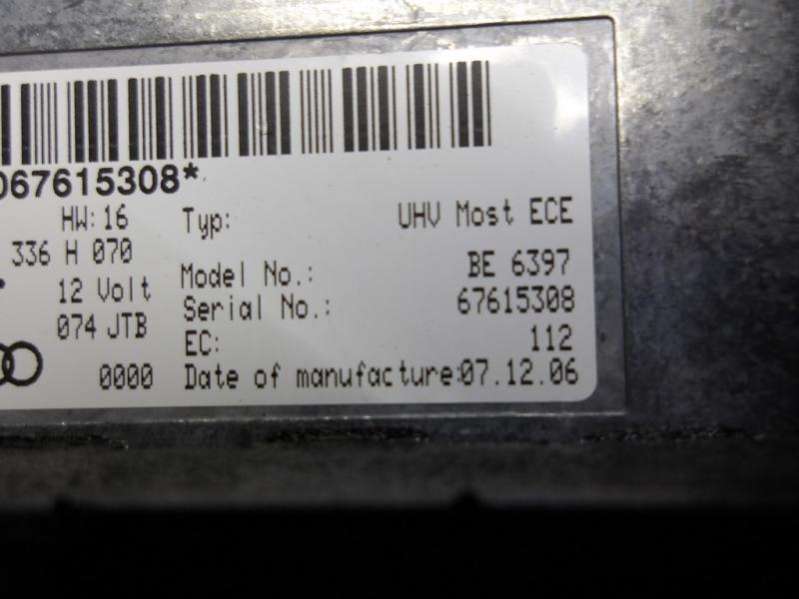 067615308*
HW: 16 Typ: UHV Most ECE
336 H 070
Model No.: BE 6397
12 Volt
Serial No.: 67615308
074 JTB
EC: 112
0000 Date of manufacture:07.12.06